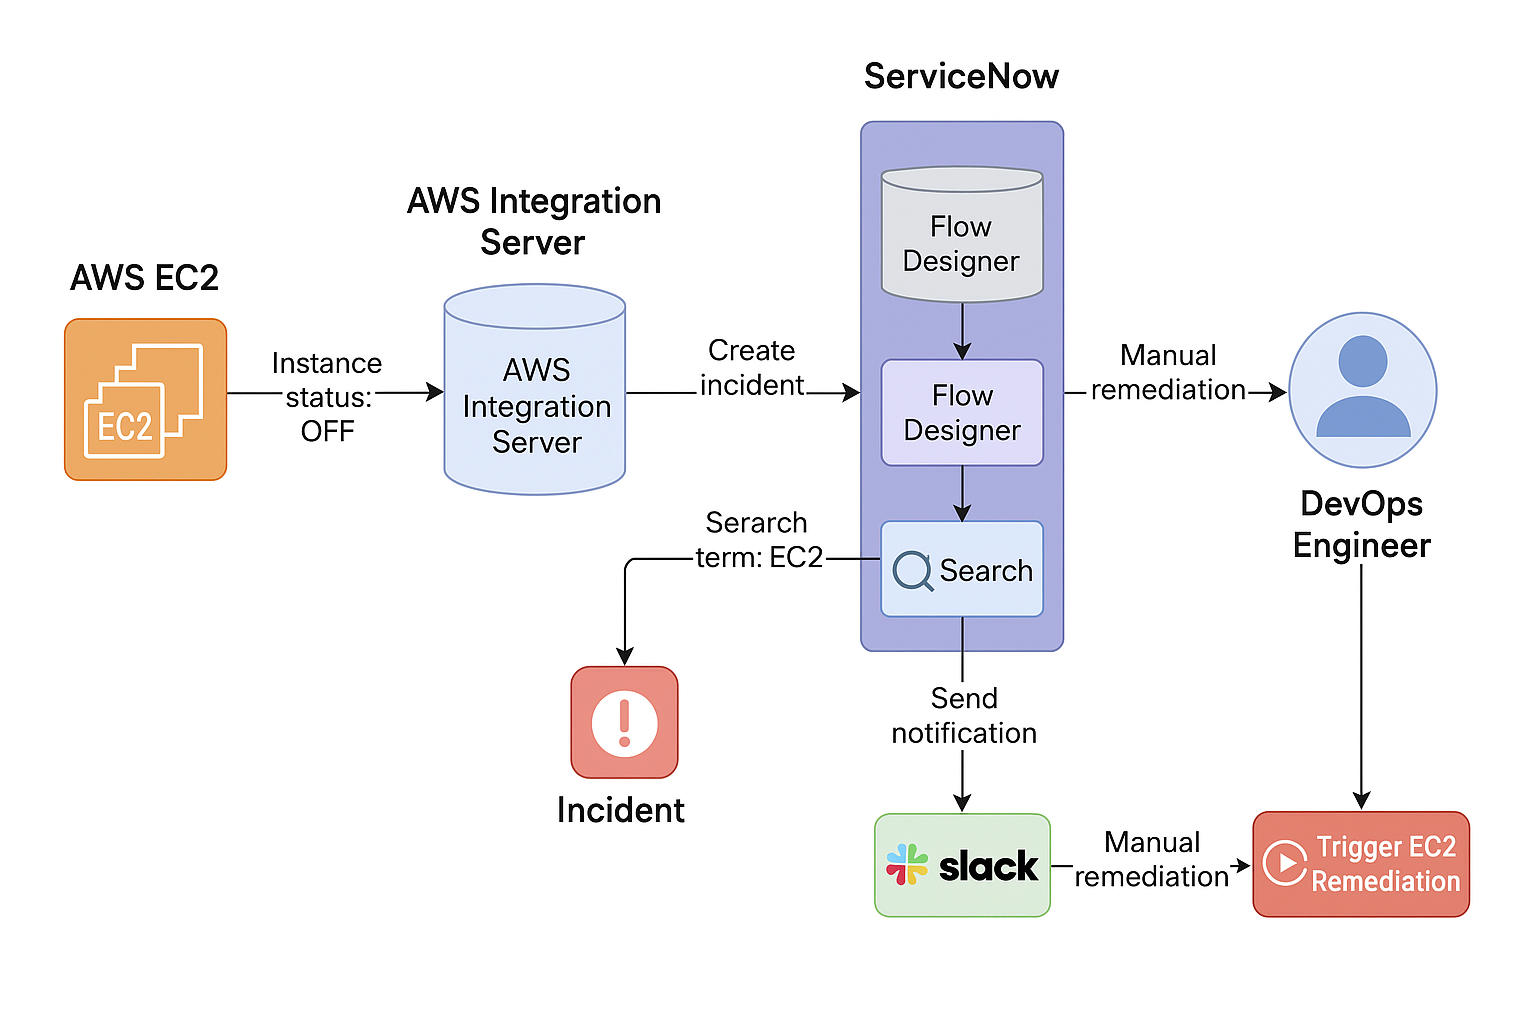 ServiceNow
AWS Integration
Server
AWS EC2
EC2
Instance
status:
OFF
AWS
Integration
Server
Create
incident
Flow
Designer
Flow
Designer
Search
Manual
remediation
DevOps
Engineer
Serarch
term: EC2
Incident
Send
notification
slack
Manual
remediation
Trigger EC2
Remediation